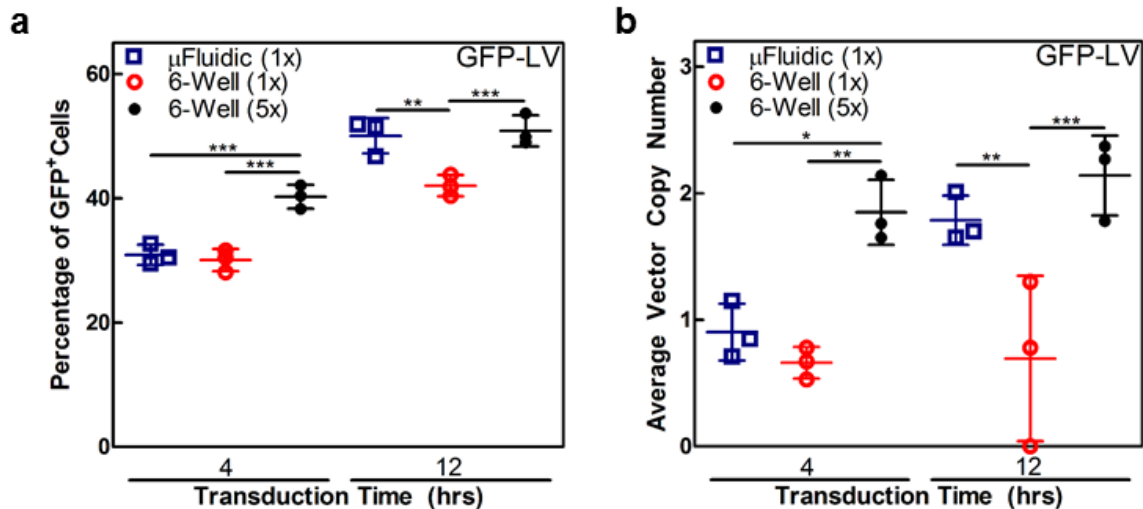 a
Percentage of GFP⁺Cells
60
40
20
0
μFluidic (1x)
6-Well (1x)
6-Well (5x)
GFP-LV
***
***
**
***
4
12
Transduction Time (hrs)
b
Average Vector Copy Number
3
2
1
0
μFluidic (1x)
6-Well (1x)
6-Well (5x)
GFP-LV
*
**
**
***
4
12
Transduction Time (hrs)